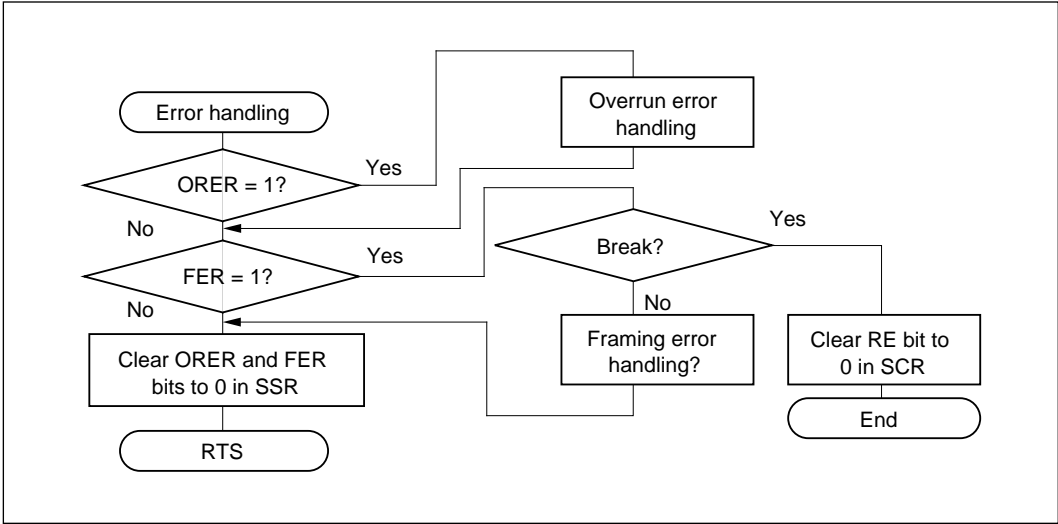 Error handling
Overrun error
handling
Yes
ORER = 1?
No
Yes
Break?
Yes
FER = 1?
No
No
Clear ORER and FER
bits to 0 in SSR
Framing error
handling?
Clear RE bit to
0 in SCR
End
RTS